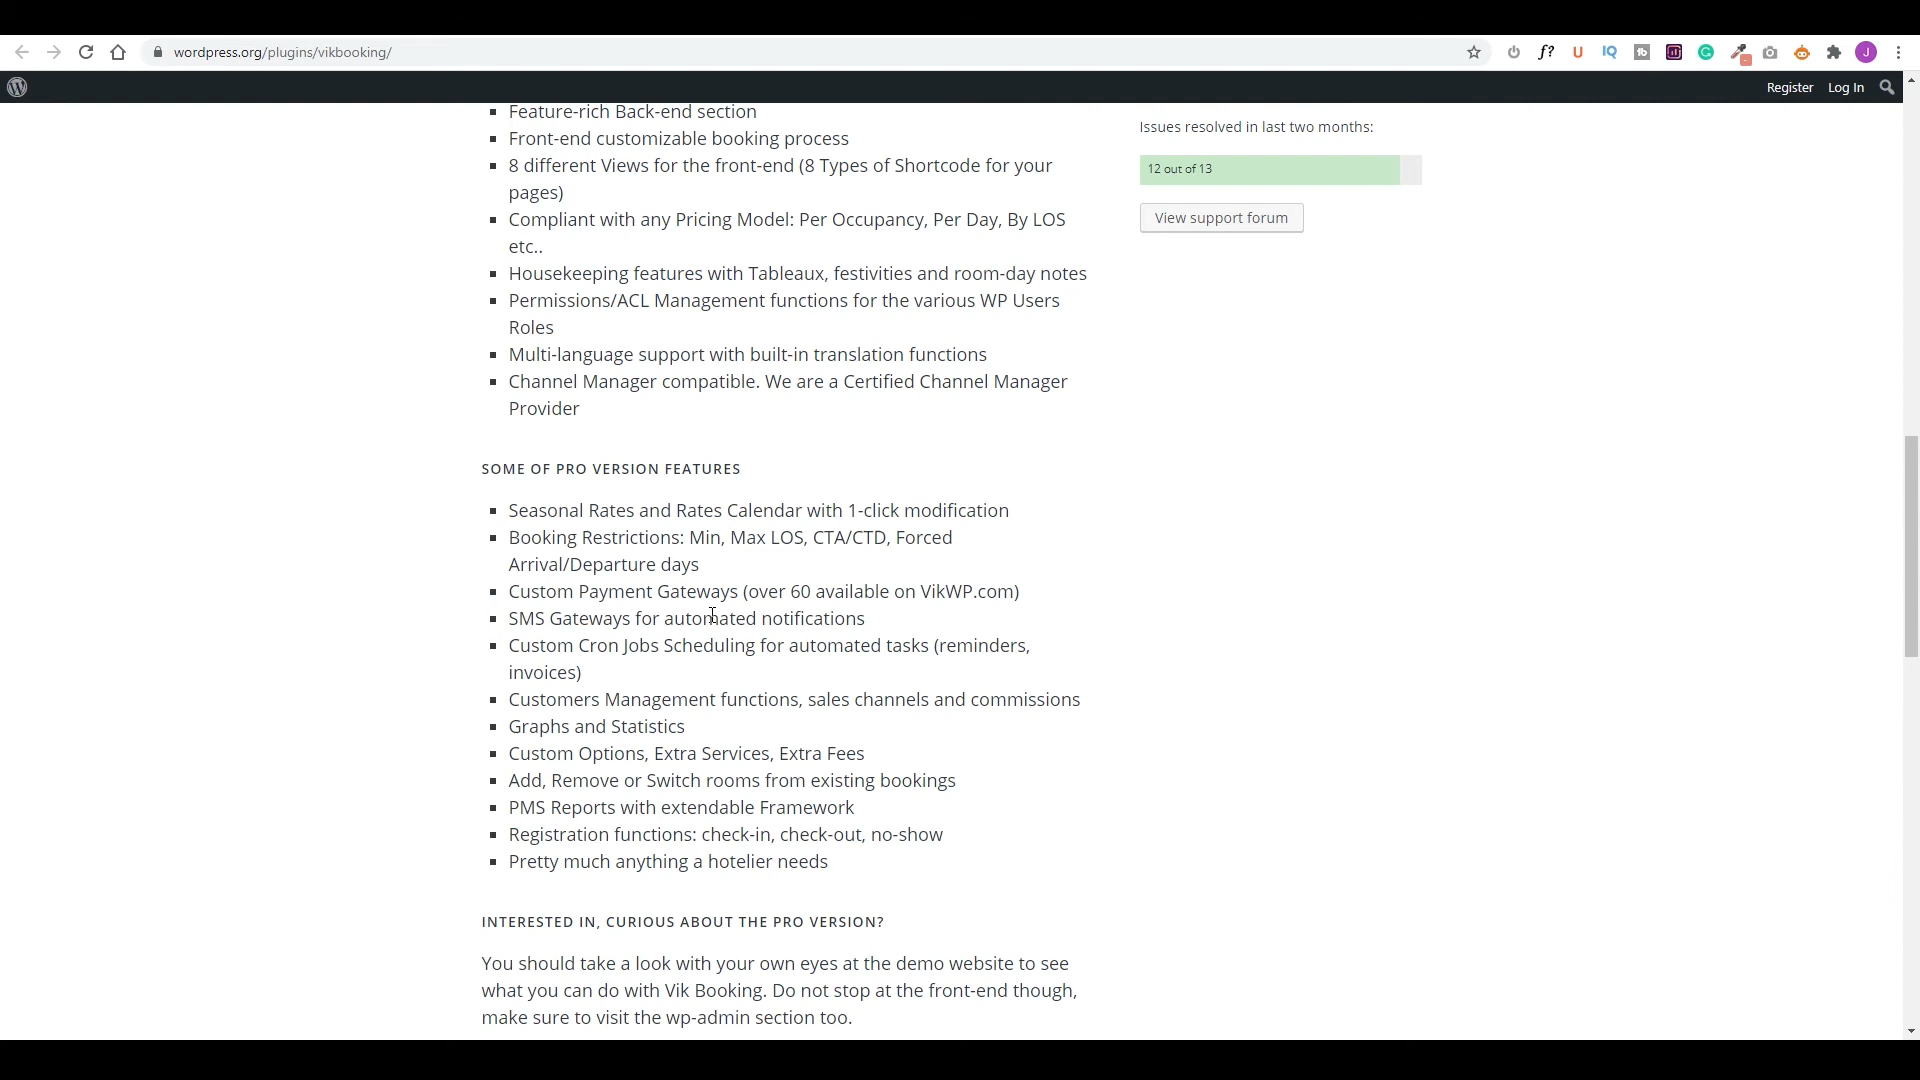 wordpress.org/plugins/vikbooking/
Register Log In
Feature-rich Back-end section
Front-end customizable booking process
8 different Views for the front-end (8 Types of Shortcode for your
pages)
Compliant with any Pricing Model: Per Occupancy, Per Day, By LOS
etc..
Housekeeping features with Tableaux, festivities and room-day notes
Permissions/ACL Management functions for the various WP Users
Roles
Multi-language support with built-in translation functions
Channel Manager compatible. We are a Certified Channel Manager
Provider
SOME OF PRO VERSION FEATURES
Seasonal Rates and Rates Calendar with 1-click modification
Booking Restrictions: Min, Max LOS, CTA/CTD, Forced
Arrival/Departure days
Custom Payment Gateways (over 60 available on VikWP.com)
SMS Gateways for automated notifications
Custom Cron Jobs Scheduling for automated tasks (reminders,
invoices)
Customers Management functions, sales channels and commissions
Graphs and Statistics
Custom Options, Extra Services, Extra Fees
Add, Remove or Switch rooms from existing bookings
PMS Reports with extendable Framework
Registration functions: check-in, check-out, no-show
Pretty much anything a hotelier needs
INTERESTED IN, CURIOUS ABOUT THE PRO VERSION?
You should take a look with your own eyes at the demo website to see
what you can do with Vik Booking. Do not stop at the front-end though,
make sure to visit the wp-admin section too.
Issues resolved in last two months:
12 out of 13
View support forum